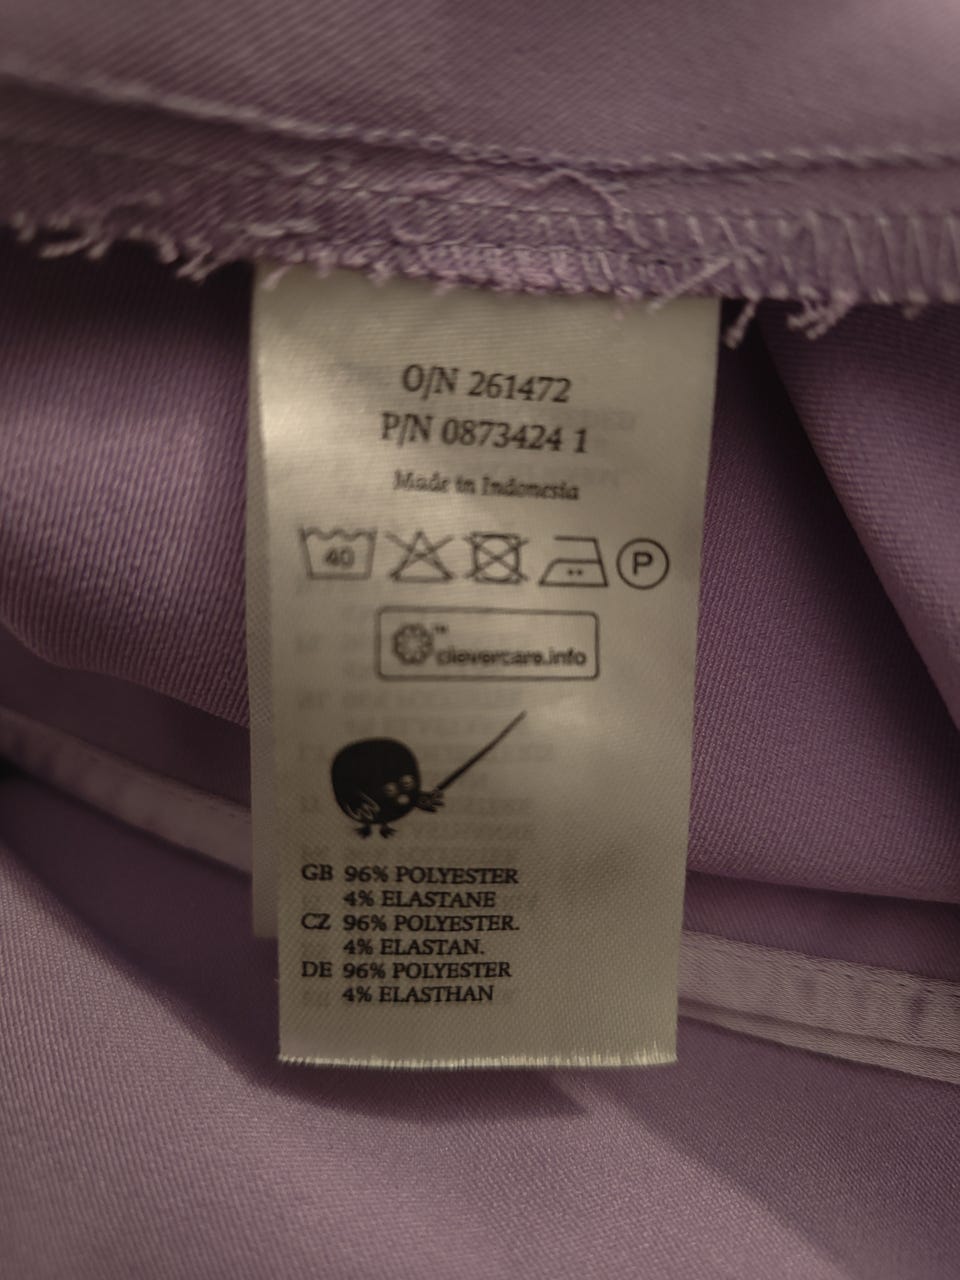 O/N 261472
P/N 0873424 1
Made in Indonesia
40 P
clevercare.info
GB 96% POLYESTER
4% ELASTANE
CZ 96% POLYESTER.
4% ELASTAN.
DE 96% POLYESTER
4% ELASTHAN